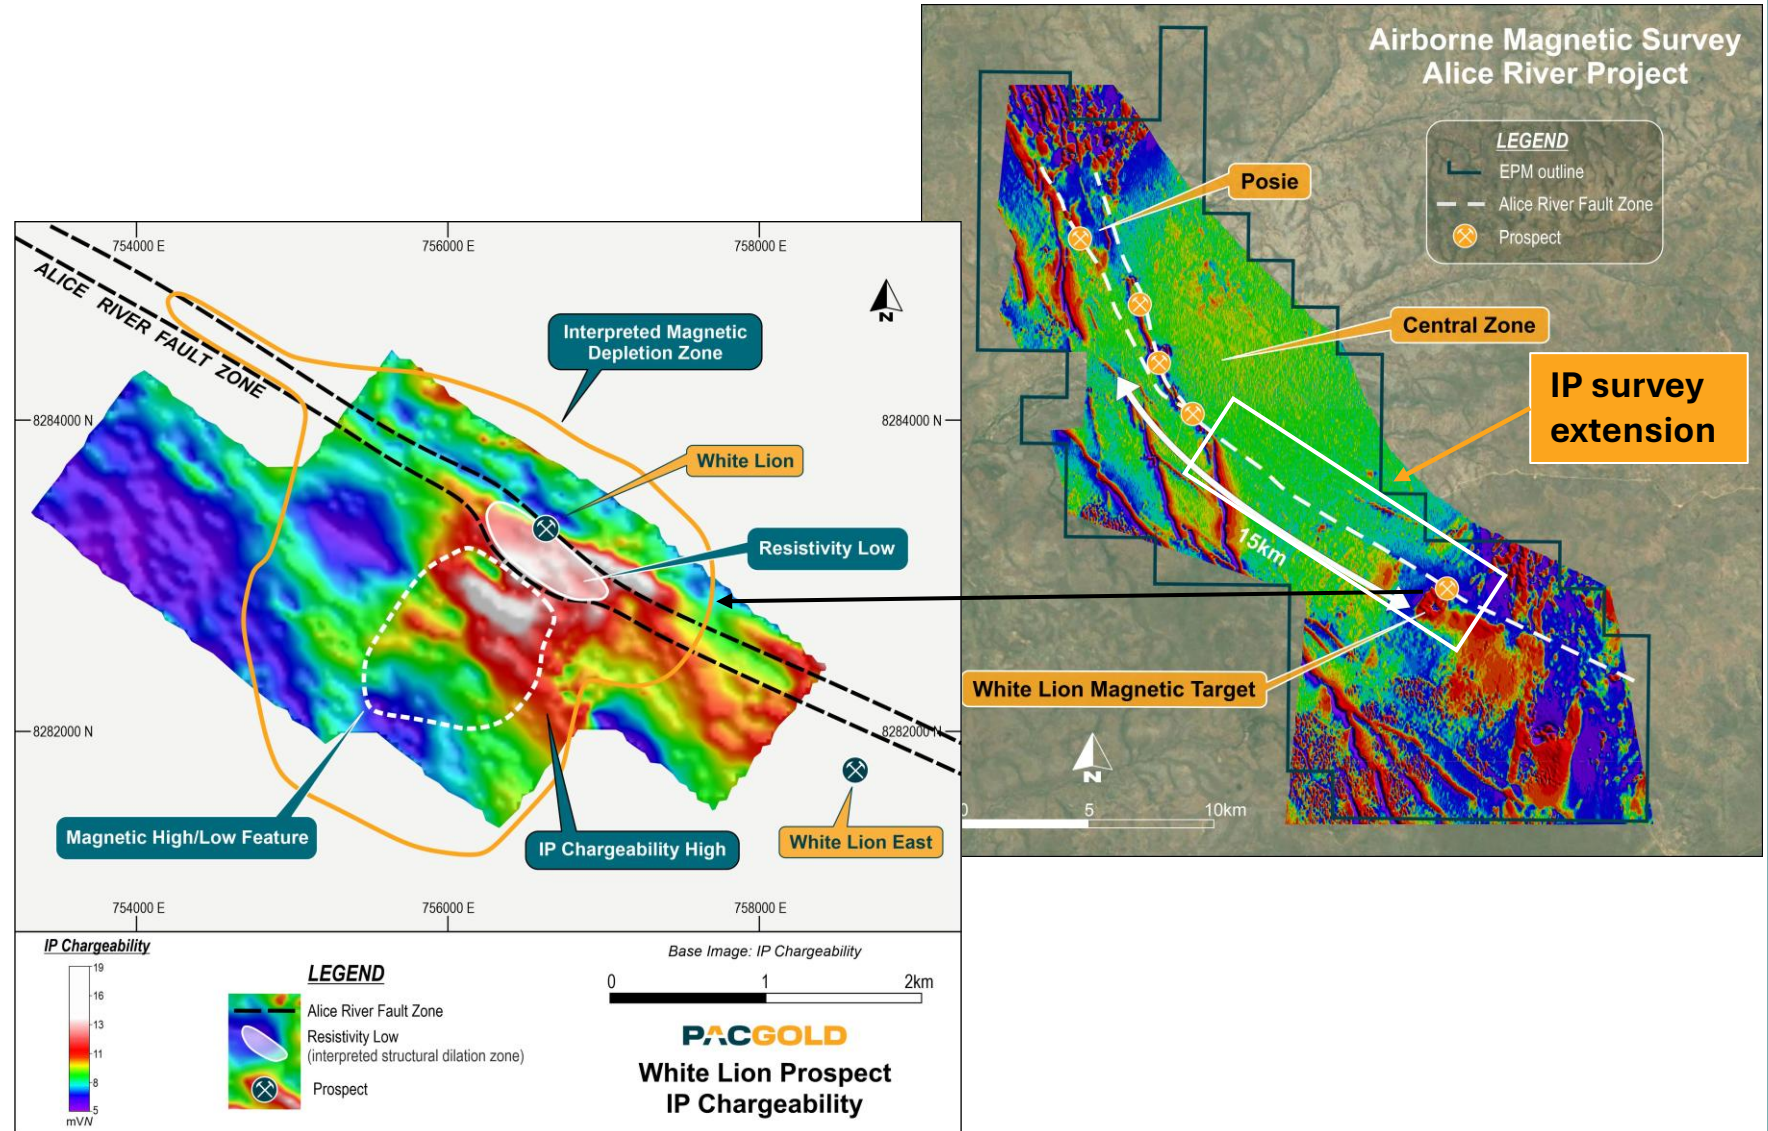 Airborne Magnetic Survey
Alice River Project
LEGEND
EPM outline
Alice River Fault Zone
Prospect
Posie
Central Zone
IP survey
extension
15km
White Lion Magnetic Target
N
0
5
10km
754000 E
756000 E
758000 E
ALICE RIVER FAULT ZONE
N
Interpreted Magnetic
Depletion Zone
8284000 N
8284000 N
White Lion
Resistivity Low
8282000 N
8282000 N
Magnetic High/Low Feature
IP Chargeability High
White Lion East
754000 E
756000 E
758000 E
IP Chargeability
19
16
13
11
8
5
mV/V
LEGEND
Alice River Fault Zone
Resistivity Low
(interpreted structural dilation zone)
Prospect
Base Image: IP Chargeability
0
1
2km
PACGOLD
White Lion Prospect
IP Chargeability